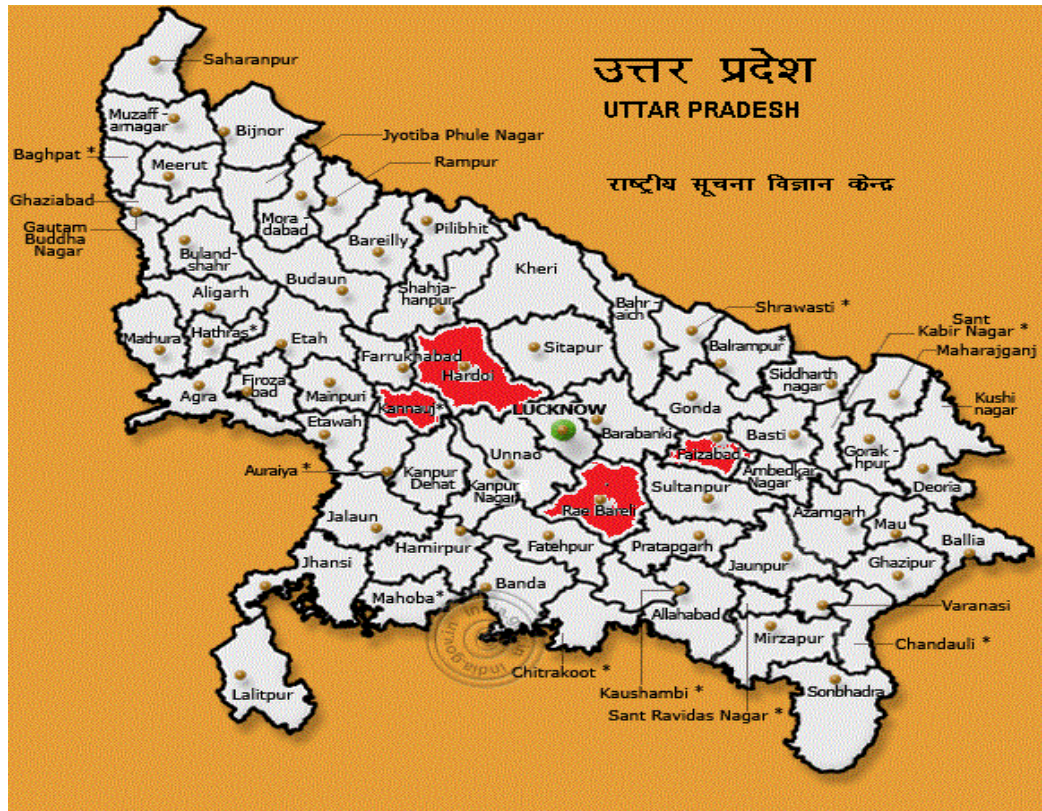 उत्तर प्रदेश
UTTAR PRADESH
राष्ट्रीय सूचना विज्ञान केन्द्र
Saharanpur
Muzaff -
arnagar
Bijnor
Jyotiba Phule Nagar
Baghpat *
Meerut
Rampur
Ghaziabad
Gautam
Buddha
Nagar
Mora -
dabad
Pilibhit
Bareilly
Buland-
shahr
Budaun
Kheri
Shahja-
hanpur
Aligarh
Bahr -
aich
Shrawasti *
Sant
Kabir Nagar *
Mathura
Hathras*
Etah
Farrukhabad
Hardoi
Sitapur
Balrampur*
Maharajganj
Siddharth
nagar
Agra
Firoza
bad
Mainpuri
Kannauj*
LUCKNOW
Gonda
Kushi
nagar
Etawah
Barabanki
Basti
Gorak -
hpur
Auraiya *
Kanpur
Dehat
Unnao
Kanpur
Nagar
Faizabad
Ambedkar
Nagar *
Deoria
Rae Bareli
Sultanpur
Jalaun
Azamgarh
Mau
Ballia
Hamirpur
Fatehpur
Pratapgarh
Jaunpur
Ghazipur
Jhansi
Mahoba*
Banda
Allahabad
Varanasi
Mirzapur
Chandauli *
Chitrakoot *
Lalitpur
Kaushambi *
Sonbhadra
Sant Ravidas Nagar *